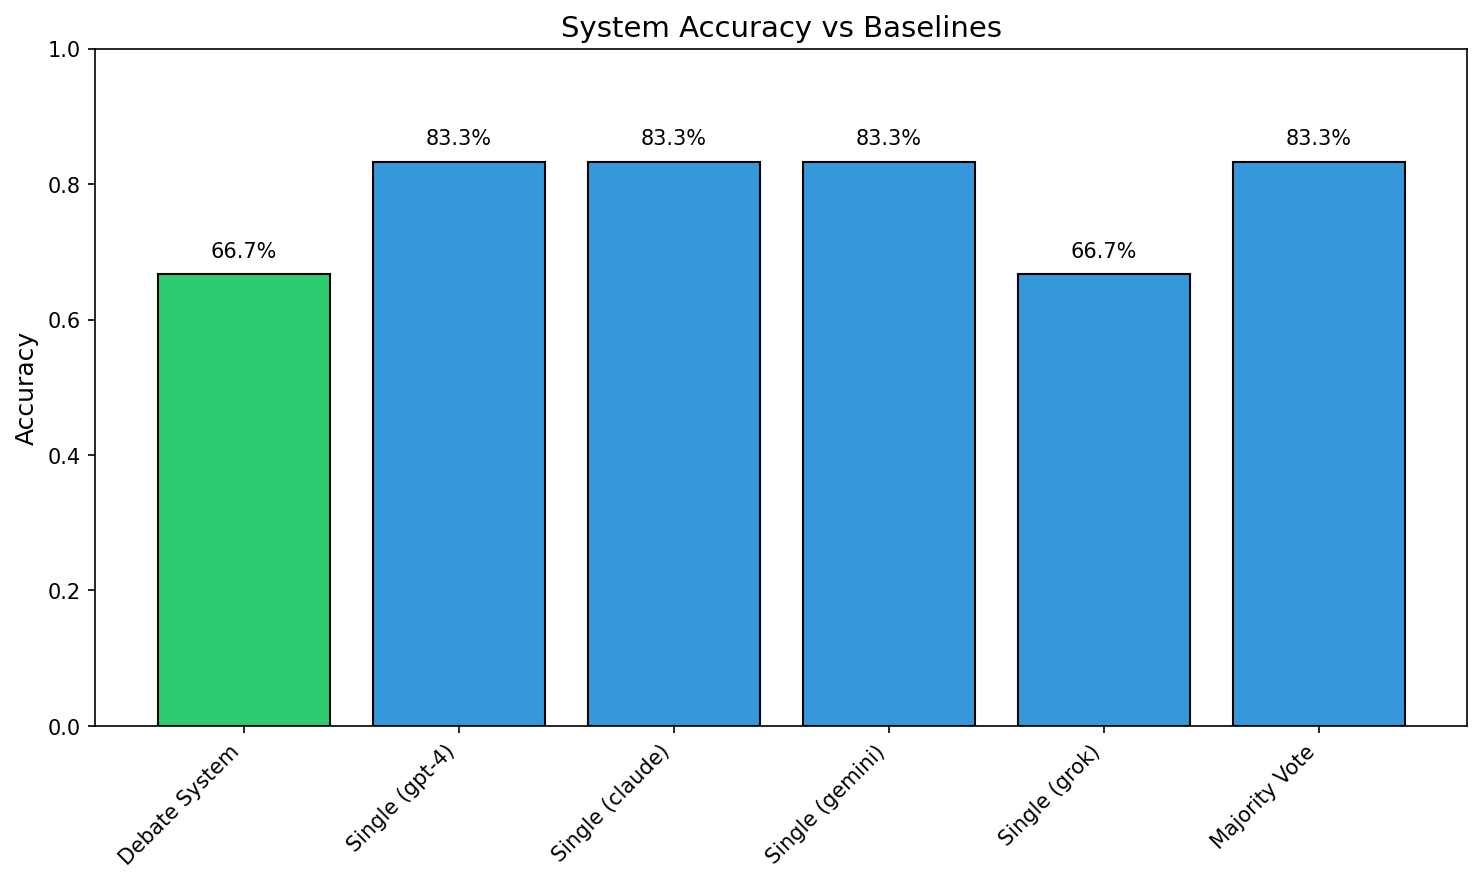 System Accuracy vs Baselines
Accuracy
1.0
0.8
0.6
0.4
0.2
0.0
66.7%
83.3%
83.3%
83.3%
66.7%
83.3%
Debate System
Single (gpt-4)
Single (claude)
Single (gemini)
Single (grok)
Majority Vote